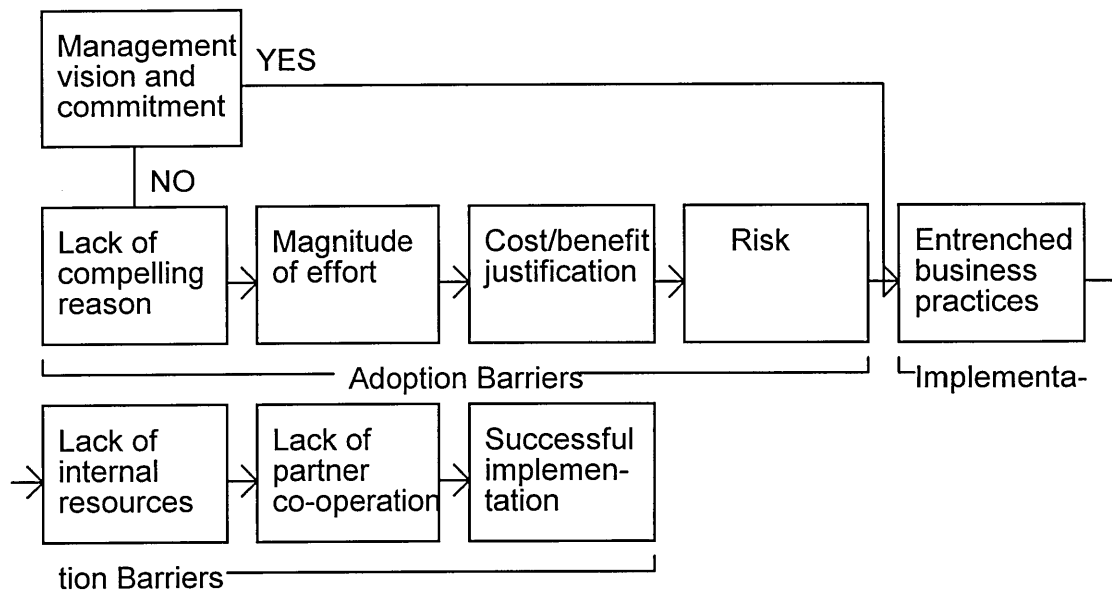 Management
vision and
commitment
YES
NO
Lack of
compelling
reason
Magnitude
of effort
Cost/benefit
justification
Risk
Entrenched
business
practices
Adoption Barriers
Implementa-
Lack of
internal
resources
Lack of
partner
co-operation
Successful
implemen-
tation
tion Barriers